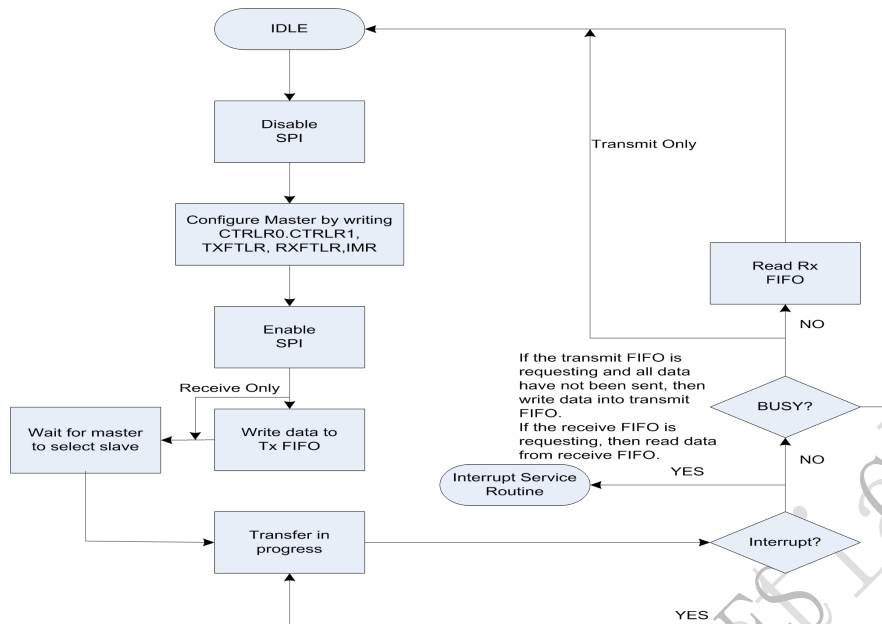 IDLE
Disable
SPI
Transmit Only
Configure Master by writing
CTRLR0.CTRLR1,
TXFTLR, RXFTLR,IMR
Read Rx
FIFO
NO
Enable
SPI
If the transmit FIFO is
requesting and all data
have not been sent, then
write data into transmit
FIFO.
If the receive FIFO is
requesting, then read data
from receive FIFO.
Receive Only
BUSY?
Wait for master
to select slave
Write data to
Tx FIFO
NO
YES
Interrupt Service
Routine
Transfer in
progress
Interrupt?
YES